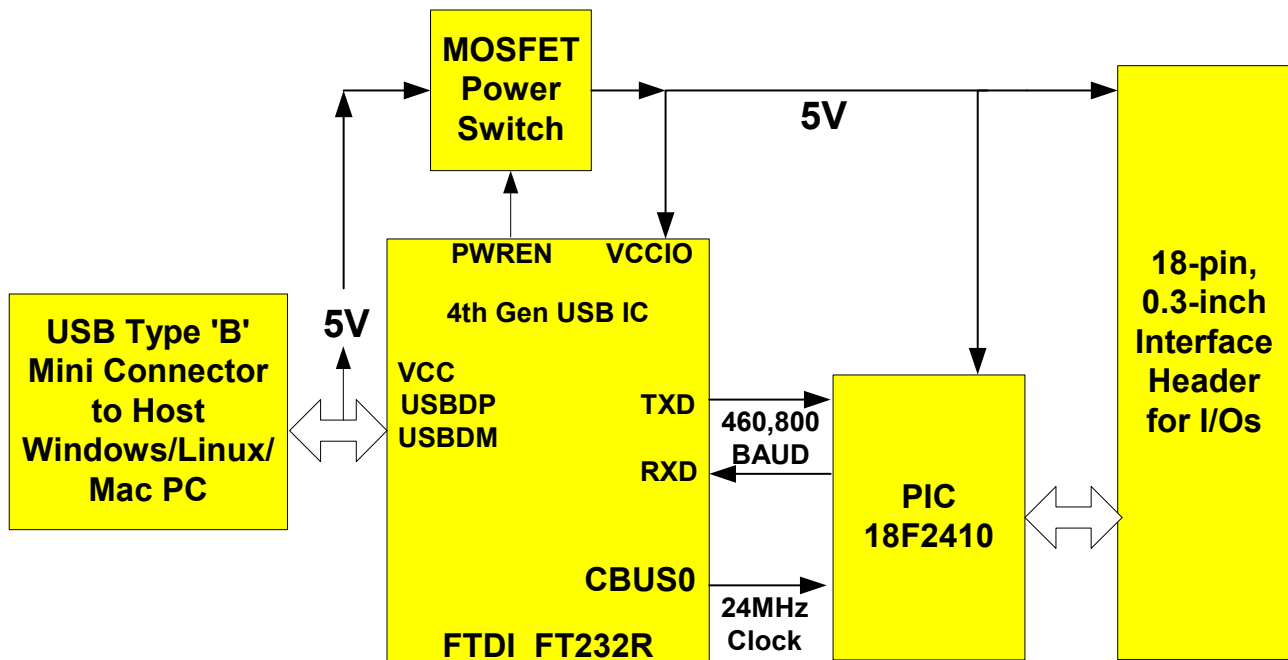 MOSFET
Power
Switch
5V
18-pin,
0.3-inch
Interface
Header
for I/Os
USB Type 'B'
Mini Connector
to Host
Windows/Linux/
Mac PC
5V
PWREN
VCCIO
4th Gen USB IC
VCC
USBDP
USBDM
TXD
RXD
CBUS0
FTDI FT232R
460,800
BAUD
24MHz
Clock
PIC
18F2410